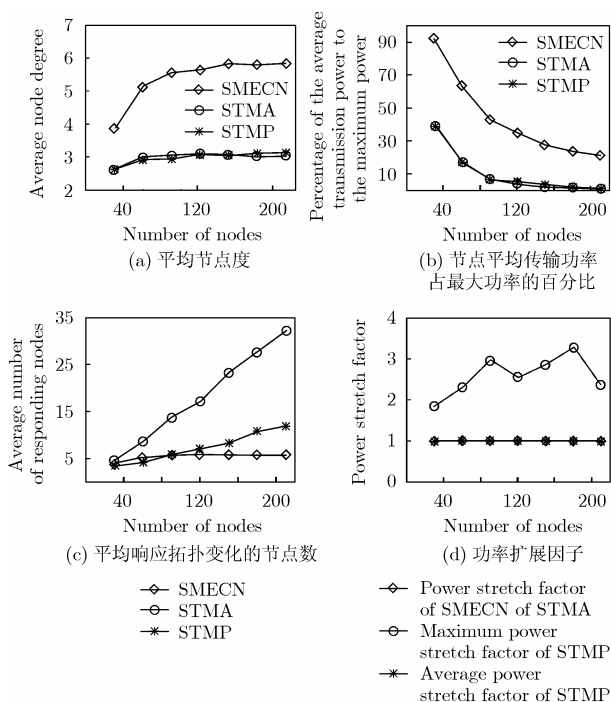 7
6
5
4
3
2
Average node degree
SMECN
STMA
STMP
40
120
200
Number of nodes
(a) 平均节点度
90
70
50
30
10
Percentage of the average
transmission power to
the maximum power
SMECN
STMA
STMP
40
120
200
Number of nodes
(b) 节点平均传输功率
占最大功率的百分比
35
25
15
5
Average number
of responding nodes
40
120
200
Number of nodes
(c) 平均响应拓扑变化的节点数
SMECN
STMA
STMP
4
3
2
1
0
Power stretch factor
40
120
200
Number of nodes
(d) 功率扩展因子
Power stretch factor
of SMECN of STMA
Maximum power
stretch factor of STMP
Average power
stretch factor of STMP